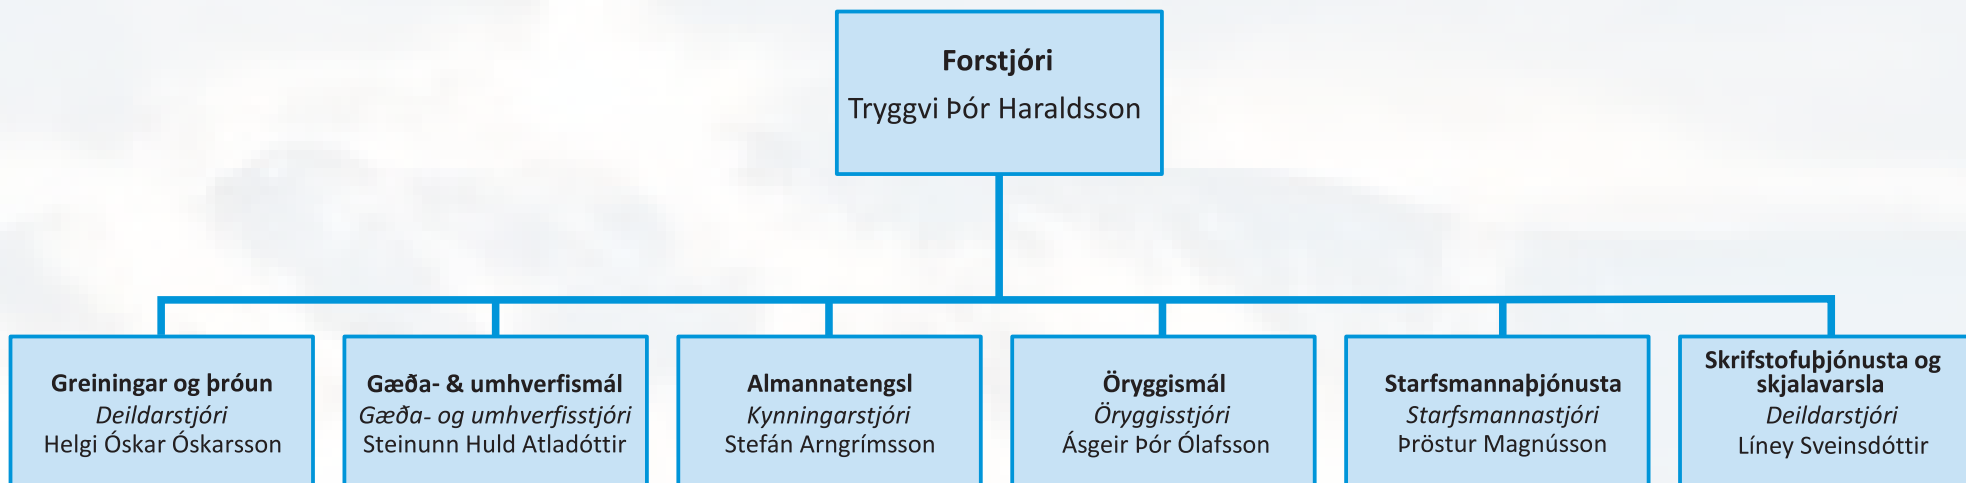 Forstjóri
Tryggvi Þór Haraldsson
Greiningar og þróun
Deildarstjóri
Helgi Óskar Óskarsson
Gæða- & umhverfismál
Gæða- og umhverfisstjóri
Steinunn Huld Atladóttir
Almannatengsl
Kynningarstjóri
Stefán Arngrímsson
Öryggismál
Öryggisstjóri
Ásgeir Þór Ólafsson
Starfsmannaþjónusta
Starfsmannastjóri
Þröstur Magnússon
Skrifstofuþjónusta og
skjalavarsla
Deildarstjóri
Líney Sveinsdóttir